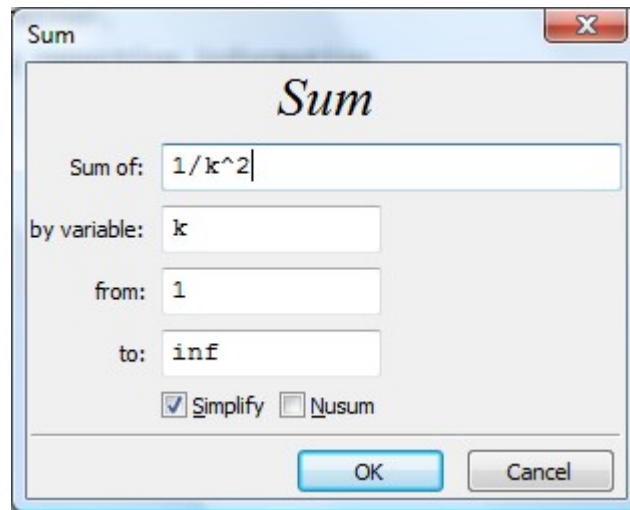 Sum
Sum
Sum of: 1/k^2
by variable: k
from: 1
to: inf
Simplify Nusum
OK Cancel